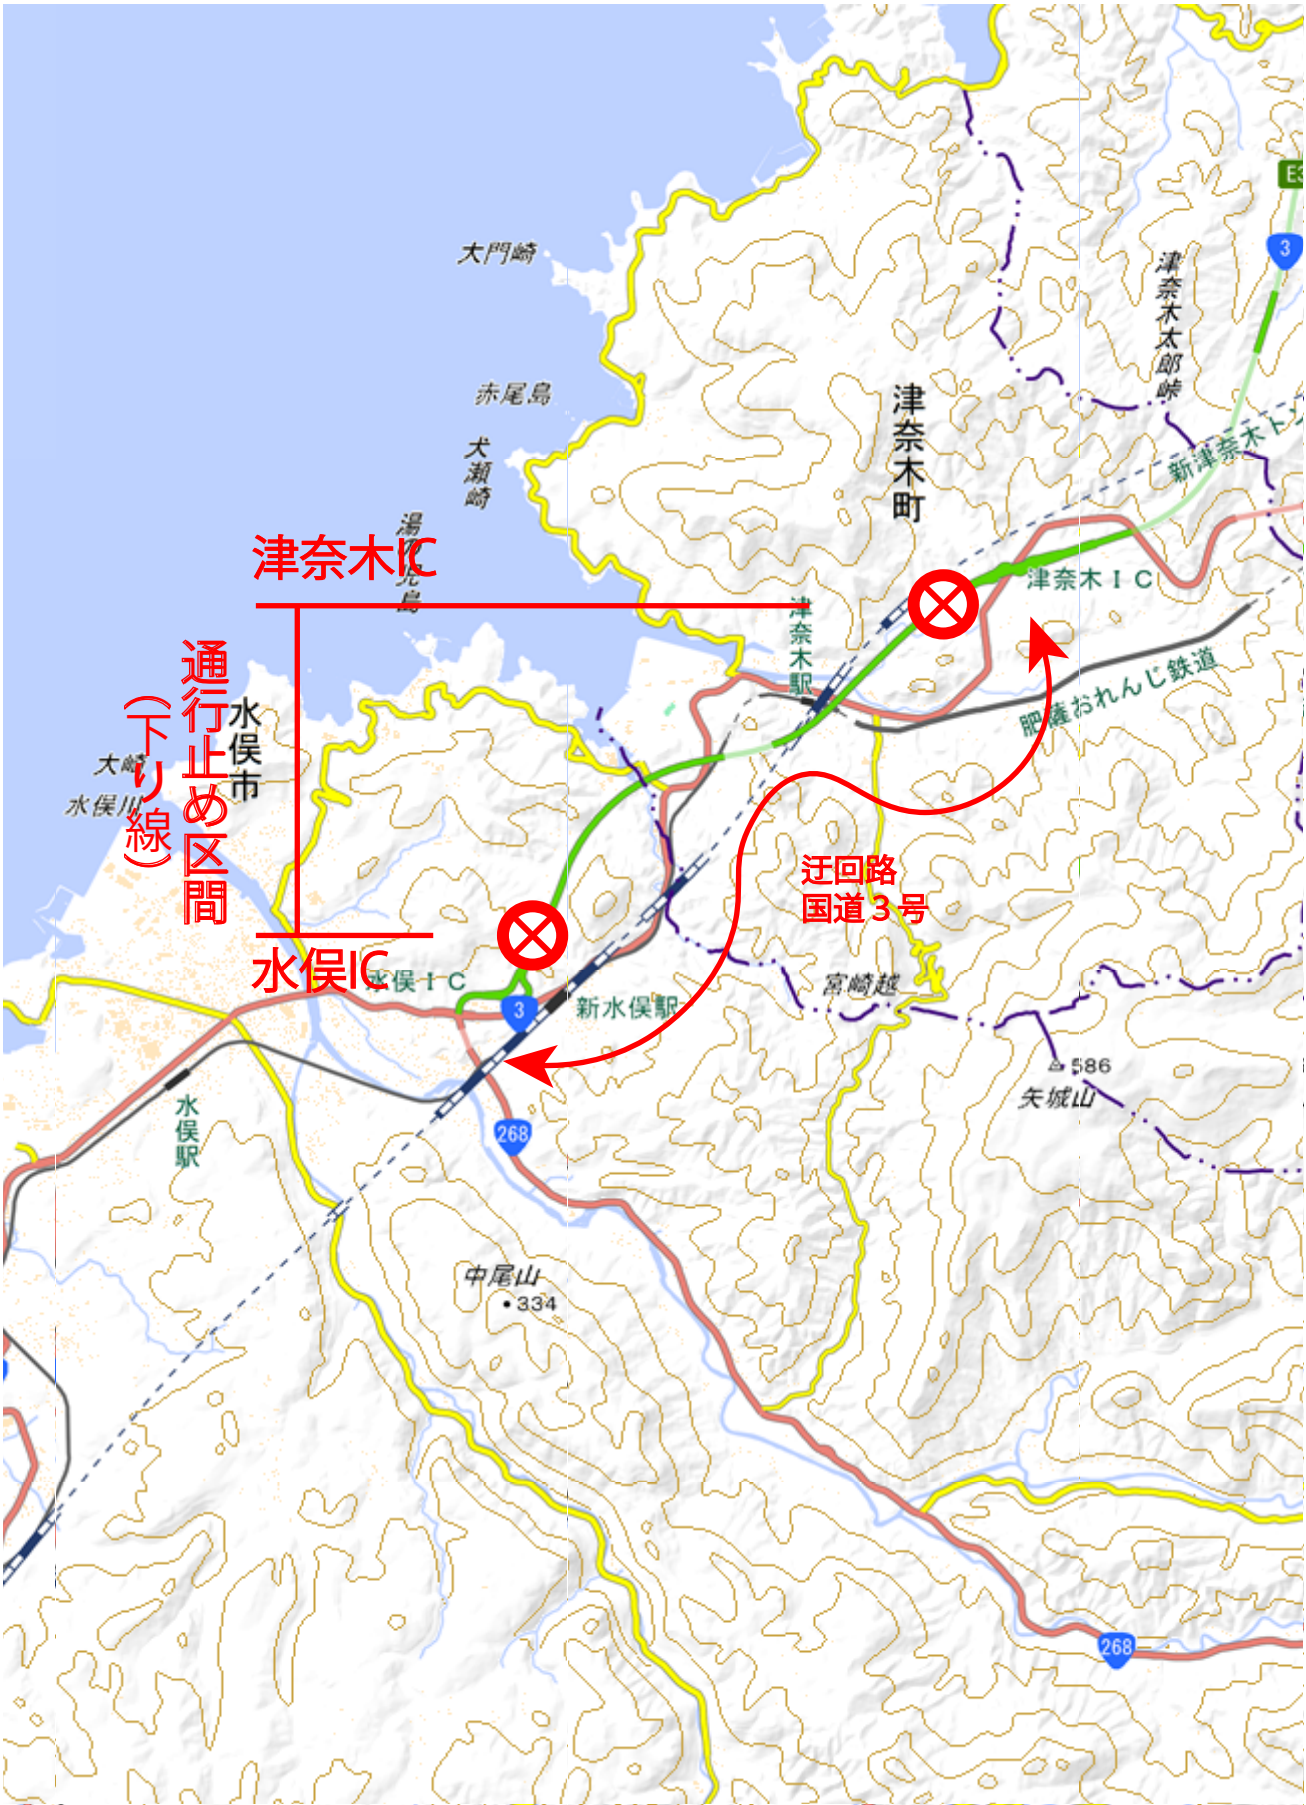 E3
3
大門崎
津奈木太郎峠
赤尾島
津奈木町
犬瀬崎
新津奈木トン
湯の児島
津奈木IC
津奈木ＩＣ
津奈木駅
通行止め区間
（下り線）
水俣市
肥薩おれんじ鉄道
大崎
水俣川
迂回路
国道３号
水俣IC
水俣ＩＣ
宮崎越
新水俣駅
3
586
矢城山
水俣駅
268
中尾山
334
268